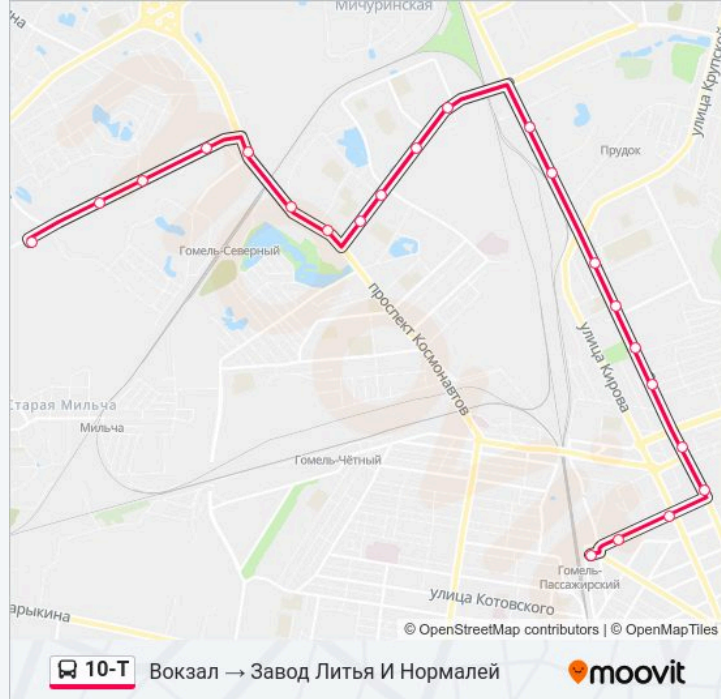 Мичуринская
улица Крупской
Прудок
Гомель-Северный
проспект Космонавтов
улица Кирова
Старая Мильча
Мильча
Гомель-Чётный
Гомель-
Пассажирский
улица Котовского
арыкина
© OpenStreetMap contributors | © OpenMapTiles
10-Т Вокзал → Завод Литья И Нормалей moovit